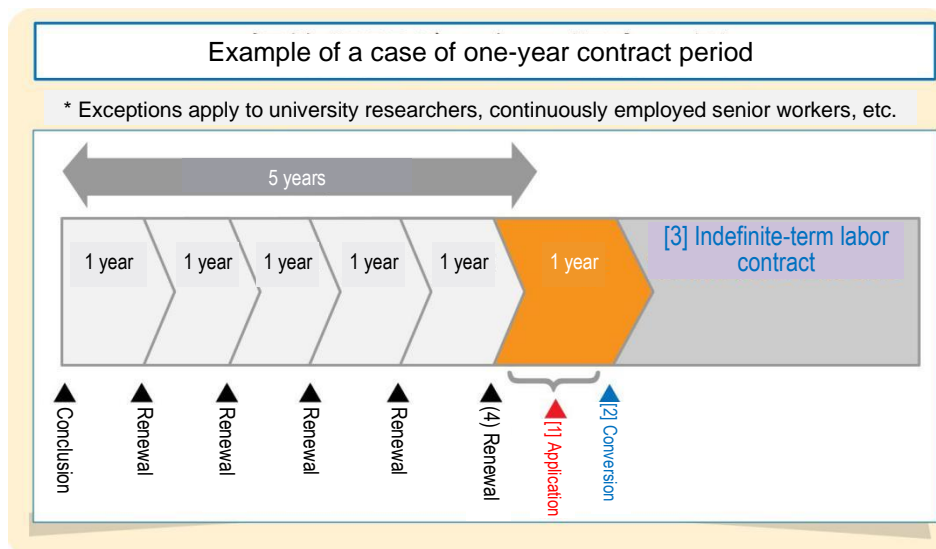 Example of a case of one-year contract period
* Exceptions apply to university researchers, continuously employed senior workers, etc.
5 years
1 year
1 year
1 year
1 year
1 year
1 year
[3] Indefinite-term labor
contract
Conclusion
Renewal
Renewal
Renewal
Renewal
(4) Renewal
[1] Application
[2] Conversion